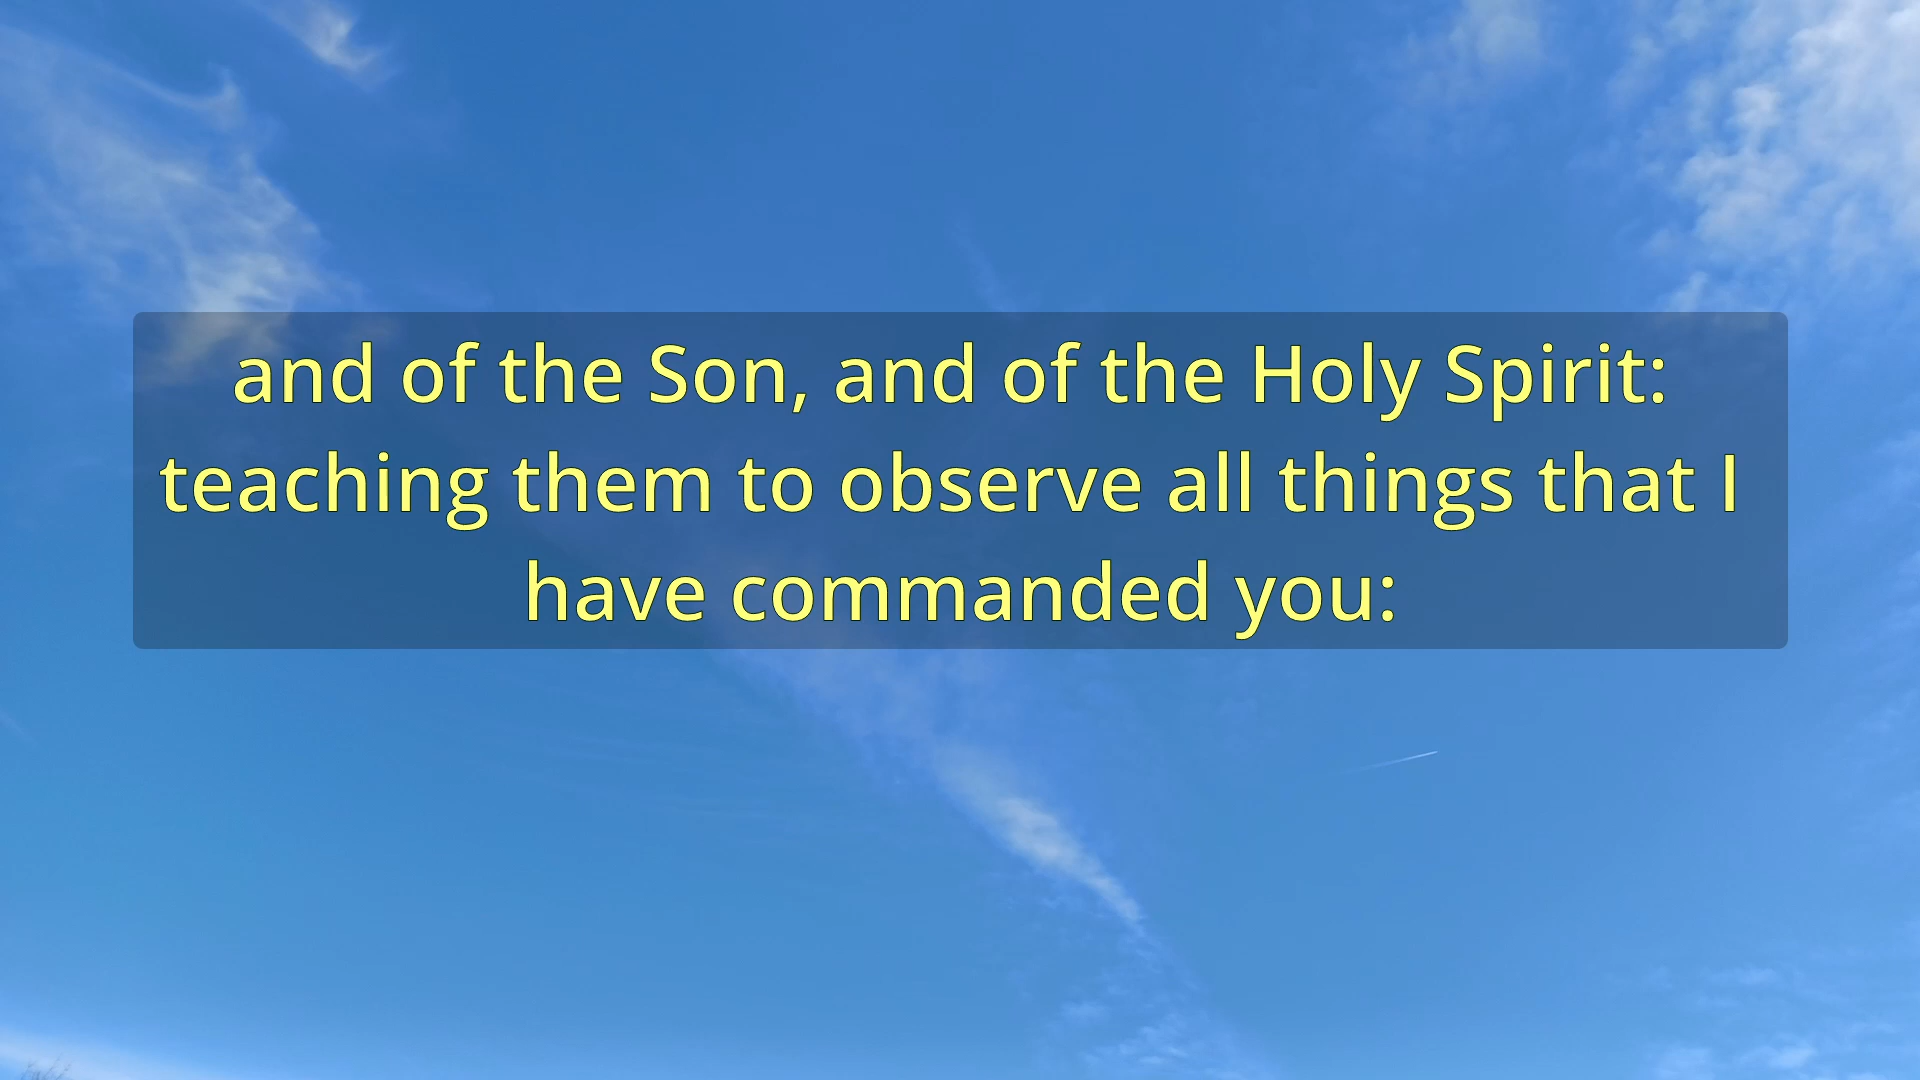 and of the Son, and of the Holy Spirit:
teaching them to observe all things that I
have commanded you: